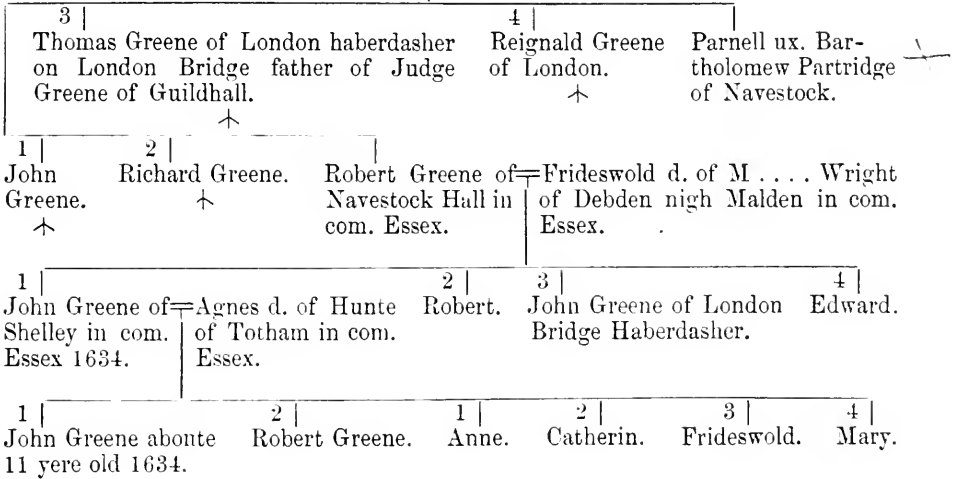 3 4
Thomas Greene of London haberdasher Reignald Greene Parnell ux. Bar-
on London Bridge father of Judge of London. tholomew Partridge
Greene of Guildhall. of Navestock.
1 2
John Richard Greene. Robert Greene of Frideswold d. of M . . . . Wright
Greene. Navestock Hall in of Debden nigh Malden in com.
com. Essex. Essex.
1 2 3 4
John Greene of Agnes d. of Hunte Robert. John Greene of London Edward.
Shelley in com. of Totham in com. Bridge Haberdasher.
Essex 1634. Essex.
1 2 1 2 3 4
John Greene aboute Robert Greene. Anne. Catherin. Frideswold. Mary.
11 yere old 1634.